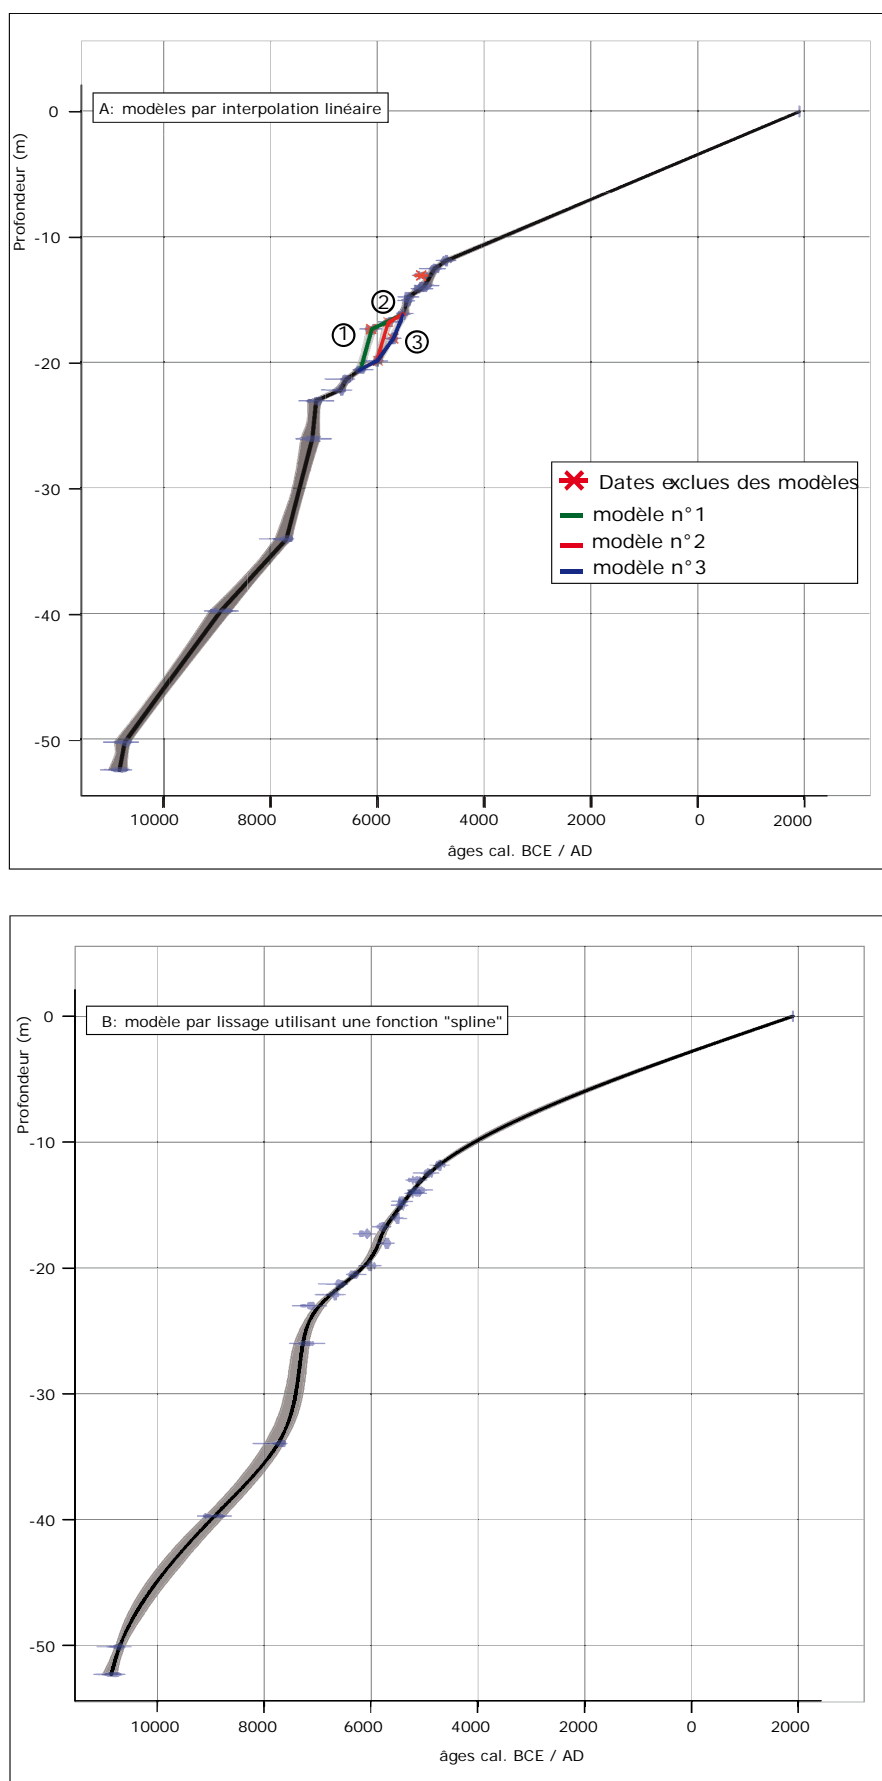 A: modèles par interpolation linéaire
Profondeur (m)
0
-10
-20
-30
-40
-50
1
2
3
Dates exclues des modèles
modèle n°1
modèle n°2
modèle n°3
10000 8000 6000 4000 2000 0 2000
âges cal. BCE / AD
B: modèle par lissage utilisant une fonction "spline"
Profondeur (m)
0
-10
-20
-30
-40
-50
10000 8000 6000 4000 2000 0 2000
âges cal. BCE / AD